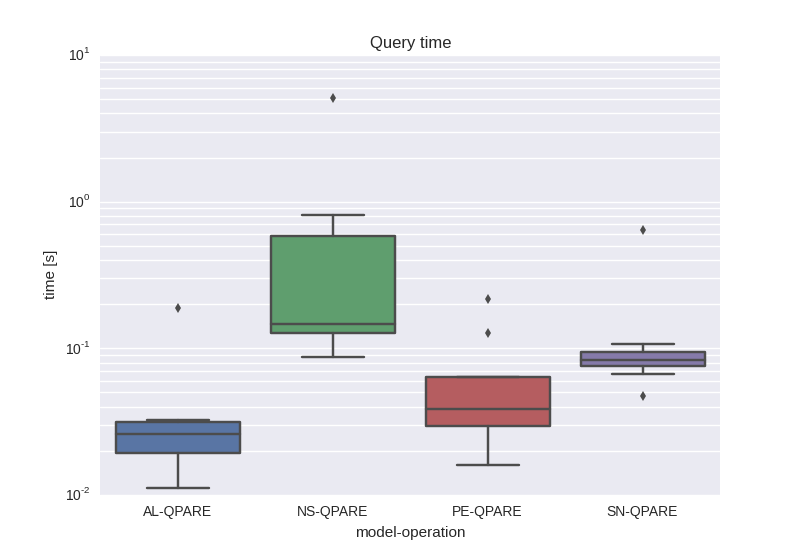 Query time
10^1
10^0
10^-1
10^-2
time [s]
AL-QPARE NS-QPARE PE-QPARE SN-QPARE
model-operation